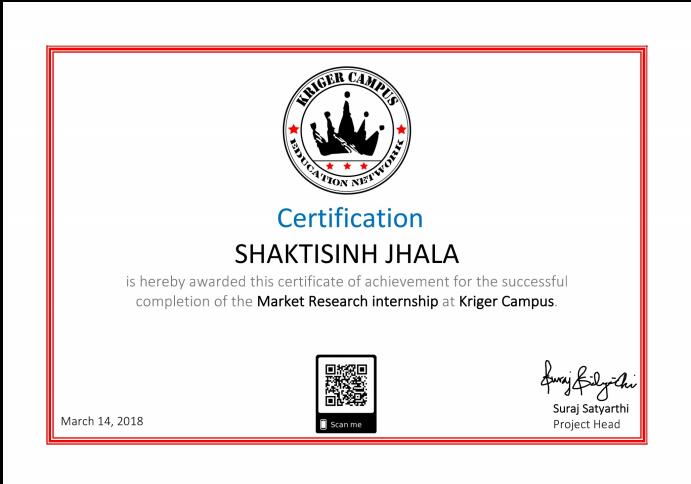 KRIGER CAMPUS
EDUCATION NETWORK
Certification
SHAKTISINH JHALA
is hereby awarded this certificate of achievement for the successful
completion of the Market Research internship at Kriger Campus.
Scan me
March 14, 2018
Suraj Satyarthi
Suraj Satyarthi
Project Head